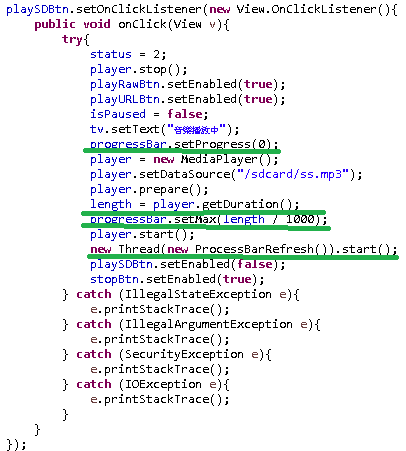 playSDBtn.setOnClickListener(new View.OnClickListener(){
public void onClick(View v){
try{
status = 2;
player.stop();
playRawBtn.setEnabled(true);
playURLBtn.setEnabled(true);
isPaused = false;
tv.setText("音樂播放中");
progressBar.setProgress(0);
player = new MediaPlayer();
player.setDataSource("/sdcard/ss.mp3");
player.prepare();
length = player.getDuration();
progressBar.setMax(length / 1000);
player.start();
new Thread(new ProcessBarRefresh()).start();
playSDBtn.setEnabled(false);
stopBtn.setEnabled(true);
} catch (IllegalStateException e){
e.printStackTrace();
} catch (IllegalArgumentException e){
e.printStackTrace();
} catch (SecurityException e){
e.printStackTrace();
} catch (IOException e){
e.printStackTrace();
}
}
});